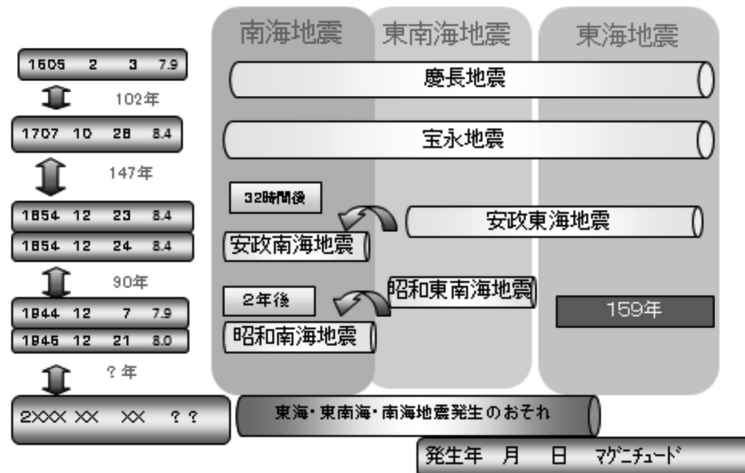 南海地震 東南海地震 東海地震
1605 2 3 7.9
慶長地震
102年
1707 10 28 8.4
宝永地震
147年
32時間後
1854 12 23 8.4
安政東海地震
1854 12 24 8.4
安政南海地震
90年
昭和東南海地震
2年後
1944 12 7 7.9
159年
1946 12 21 8.0
昭和南海地震
?年
2XXX XX XX ? ?
東海・東南海・南海地震発生のおそれ
発生年 月 日 マグニチュード